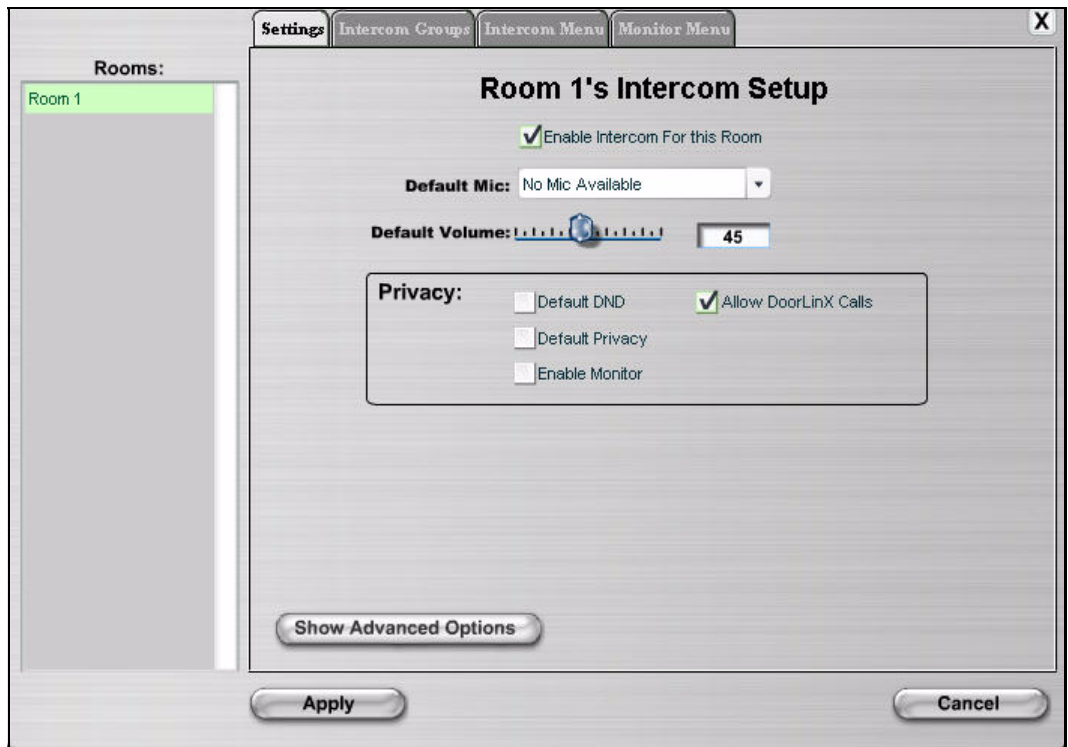 Settings Intercom Groups Intercom Menu Monitor Menu X
Rooms:
Room 1
Room 1's Intercom Setup
Enable Intercom For this Room
Default Mic: No Mic Available
Default Volume: 45
Privacy:
Default DND Allow DoorLinX Calls
Default Privacy
Enable Monitor
Show Advanced Options
Apply Cancel